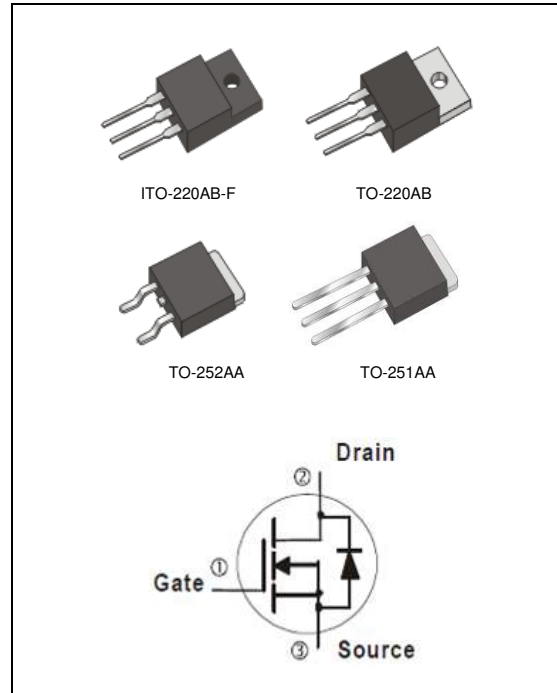 ITO-220AB-F
TO-220AB
TO-252AA
TO-251AA
Drain
②
①
Gate
③
Source